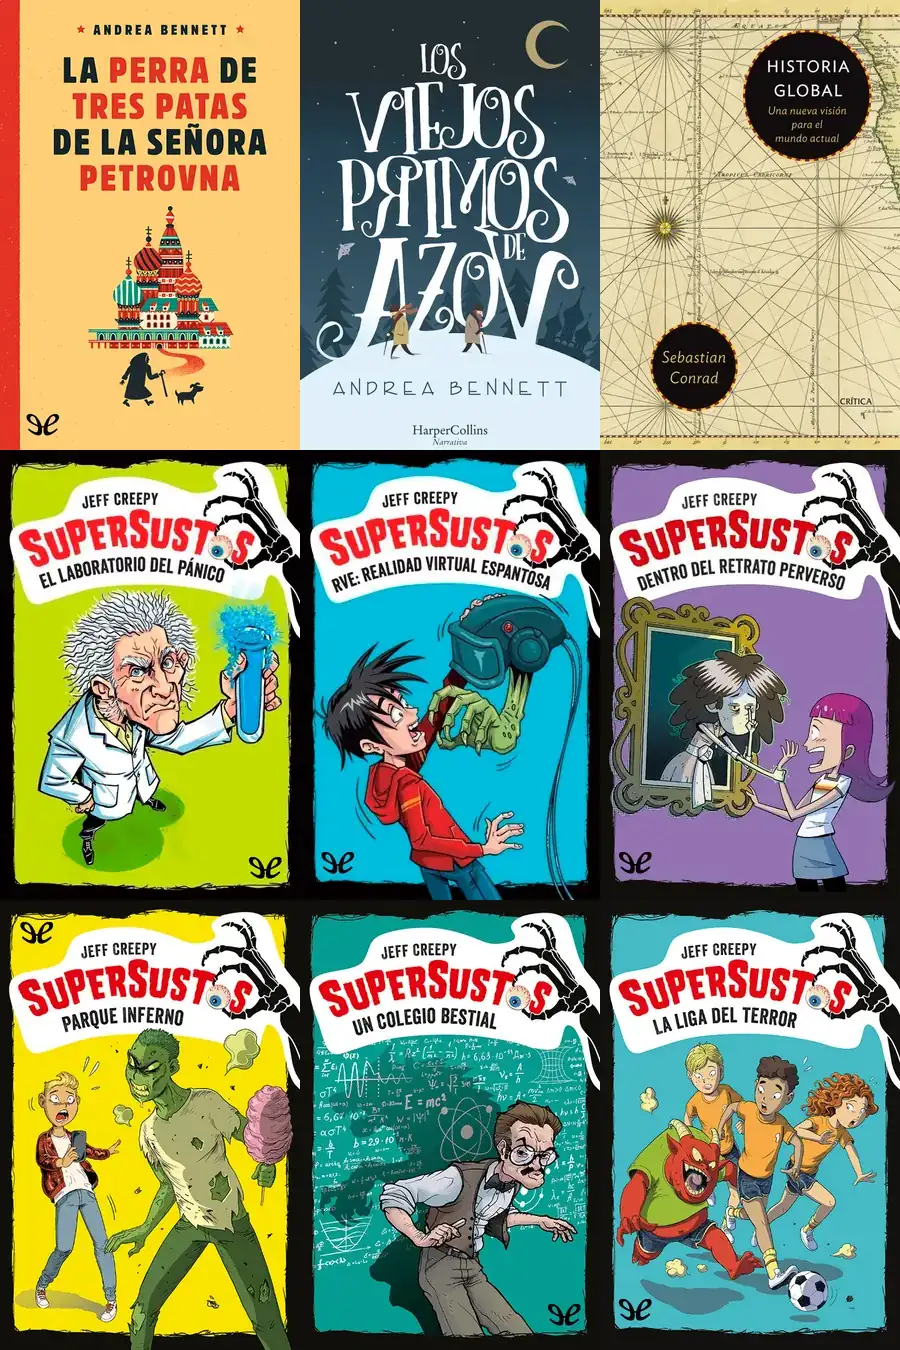 ★ ANDREA BENNETT ★
LA PERRA DE
TRES PATAS
DE LA SEÑORA
PETROVNA
LOS
VIEJOS
PRIMOS
DE
AZOV
ANDREA BENNETT
HarperCollins
Narrativa
EQUATOR
HISTORIA
GLOBAL
Una nueva visión
para el
mundo actual
Sebastian
Conrad
CRÍTICA
JEFF CREEPY
SUPERSUSTOS
EL LABORATORIO DEL PÁNICO
JEFF CREEPY
SUPERSUSTOS
RVE: REALIDAD VIRTUAL ESPANTOSA
JEFF CREEPY
SUPERSUSTOS
DENTRO DEL RETRATO PERVERSO
JEFF CREEPY
SUPERSUSTOS
PARQUE INFERNO
JEFF CREEPY
SUPERSUSTOS
UN COLEGIO BESTIAL
E = mc²
JEFF CREEPY
SUPERSUSTOS
LA LIGA DEL TERROR